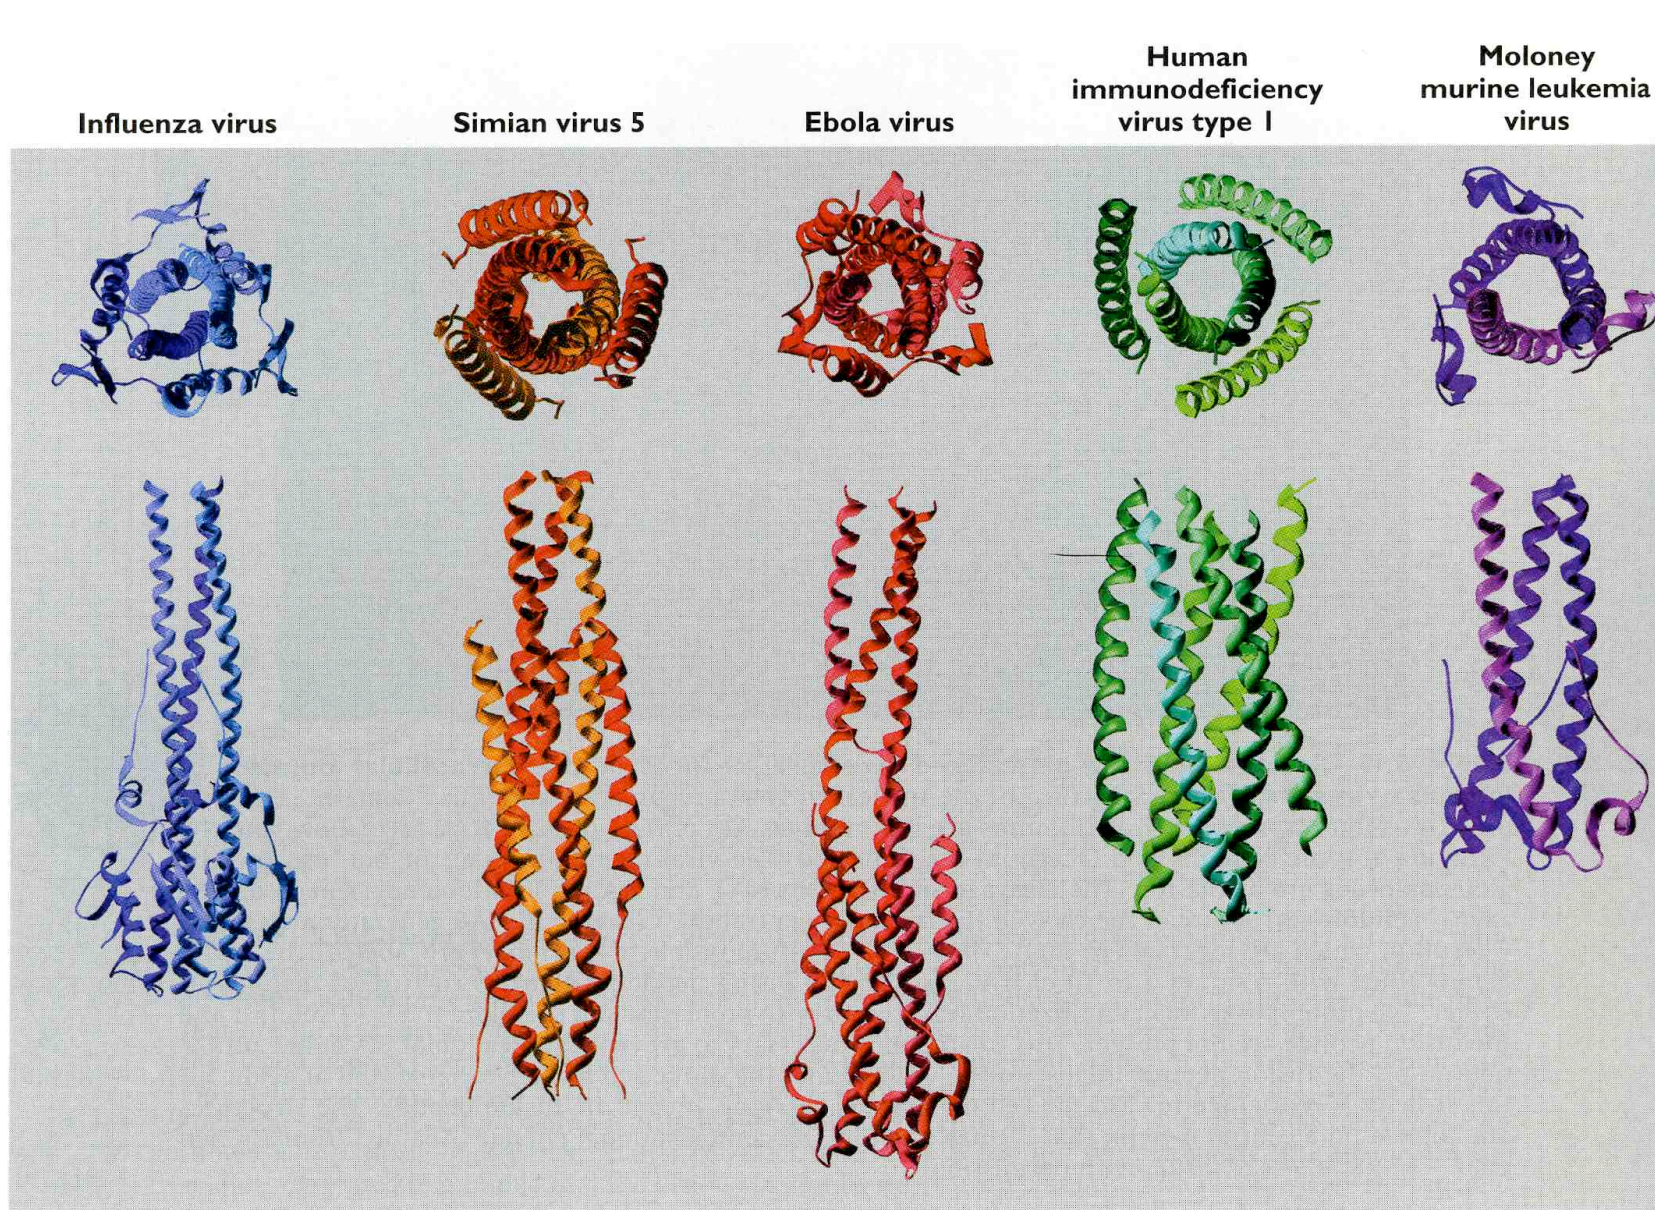 Influenza virus
Simian virus 5
Ebola virus
Human
immunodeficiency
virus type 1
Moloney
murine leukemia
virus